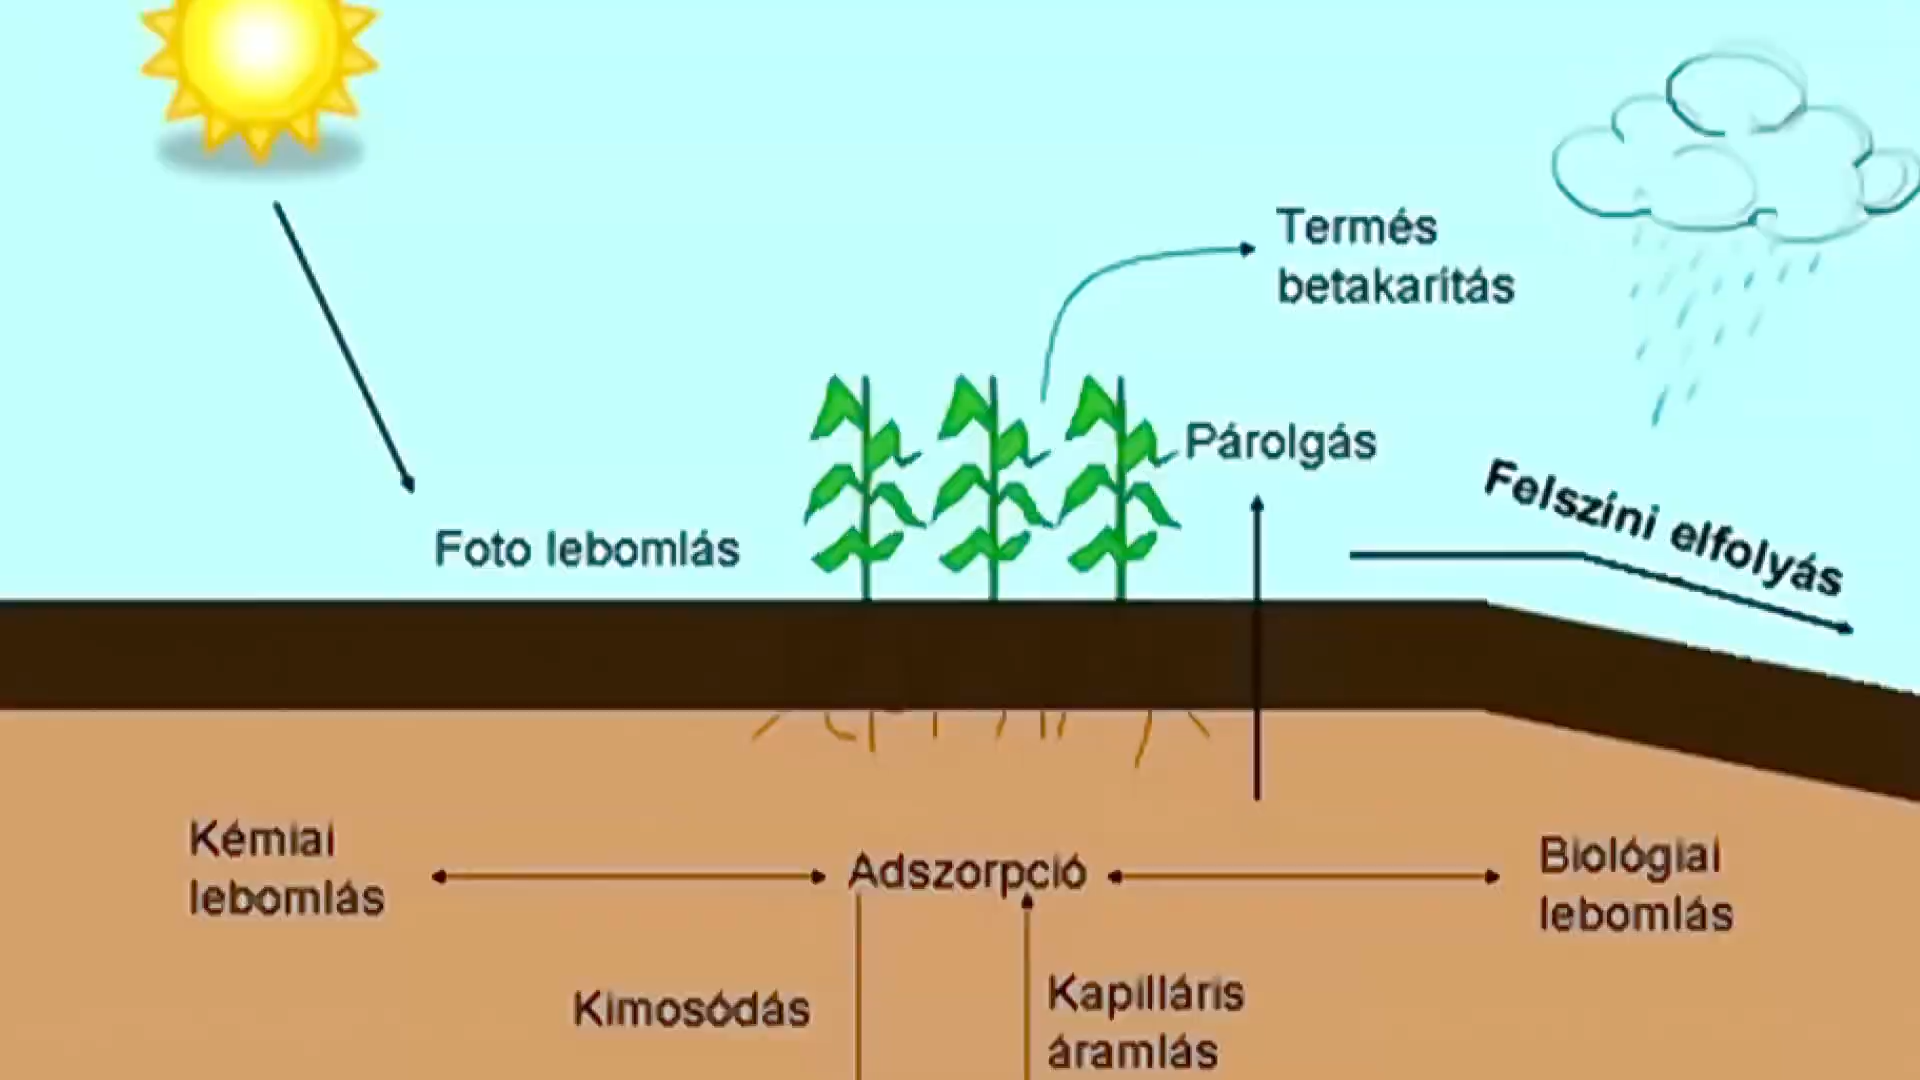 Termés
betakarítás
Párolgás
Felszíni elfolyás
Foto lebomlás
Kémiai
lebomlás
Adszorpció
Biológiai
lebomlás
Kimosódás
Kapilláris
áramlás